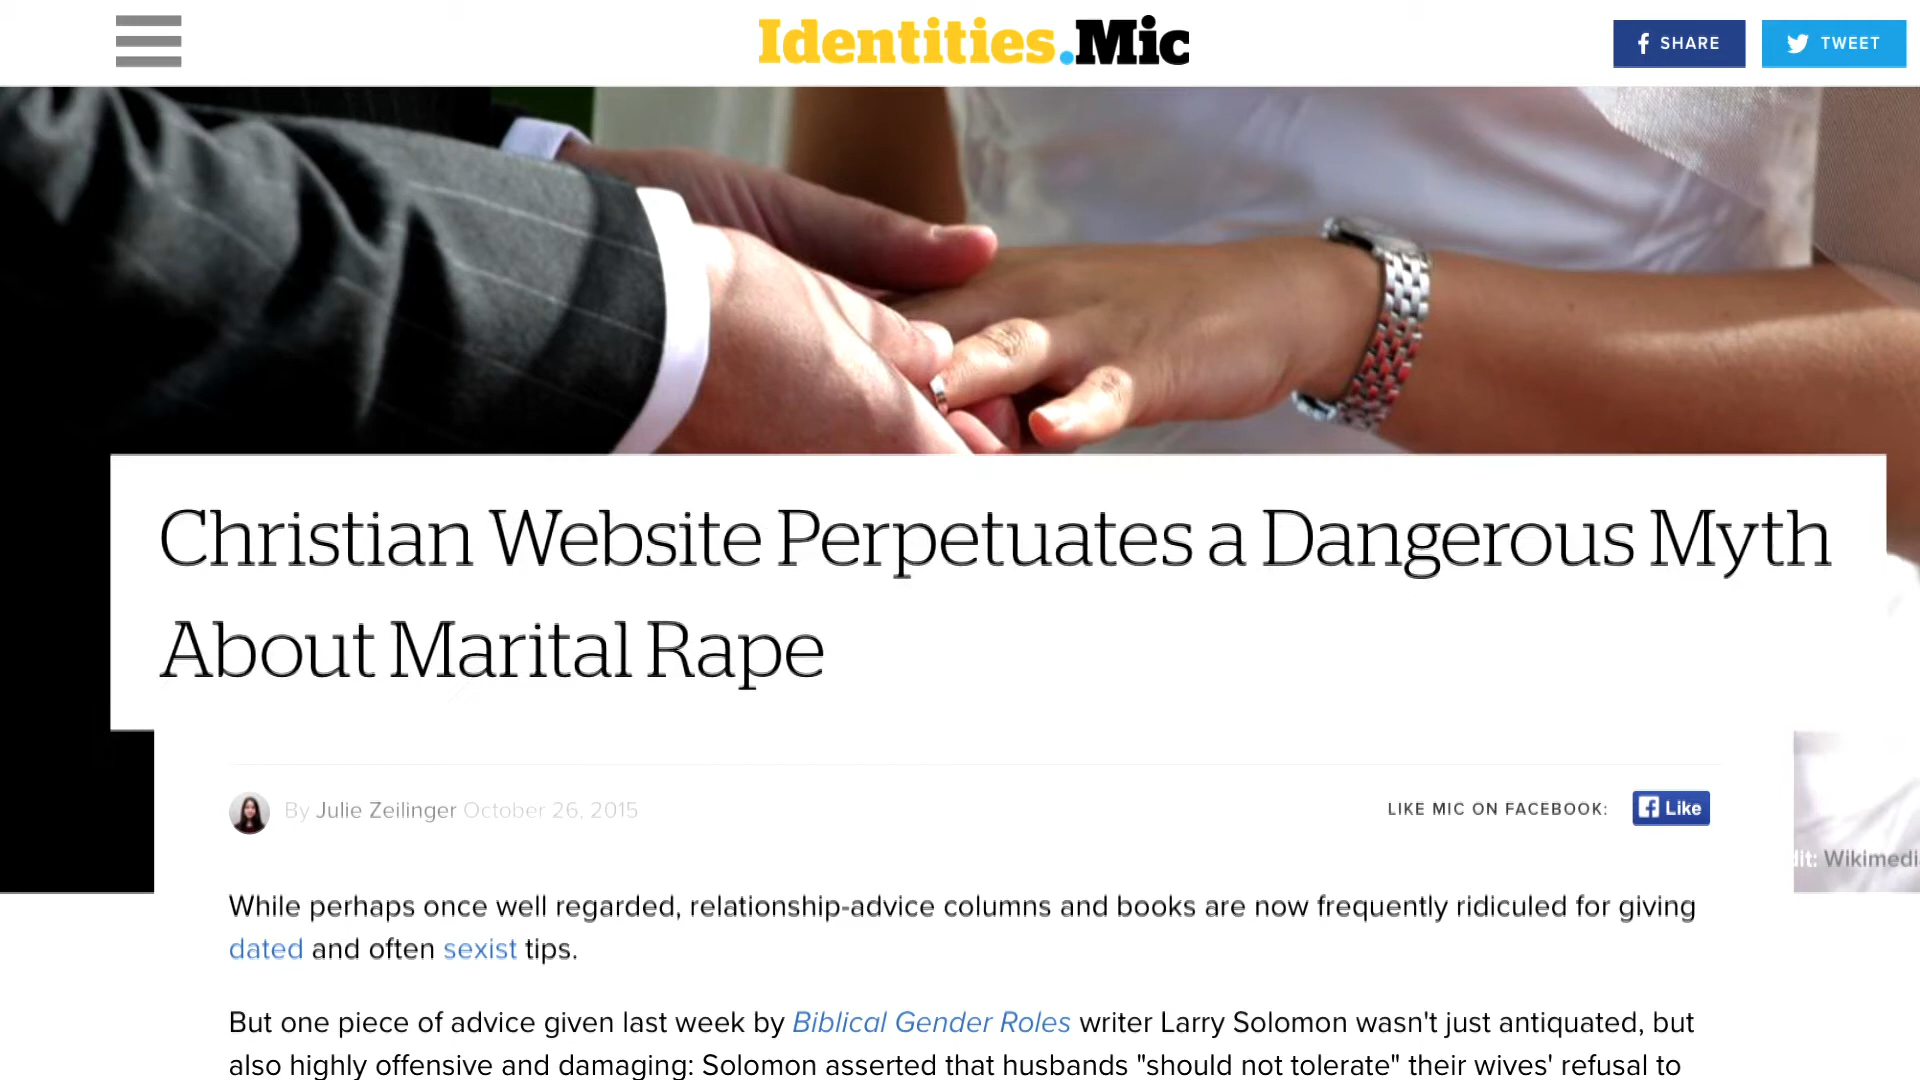 Identities.Mic
SHARE
TWEET
Christian Website Perpetuates a Dangerous Myth
About Marital Rape
By Julie Zeilinger October 26, 2015
LIKE MIC ON FACEBOOK:
Like
dit: Wikimedi
While perhaps once well regarded, relationship-advice columns and books are now frequently ridiculed for giving
dated and often sexist tips.
But one piece of advice given last week by Biblical Gender Roles writer Larry Solomon wasn't just antiquated, but
also highly offensive and damaging: Solomon asserted that husbands "should not tolerate" their wives' refusal to